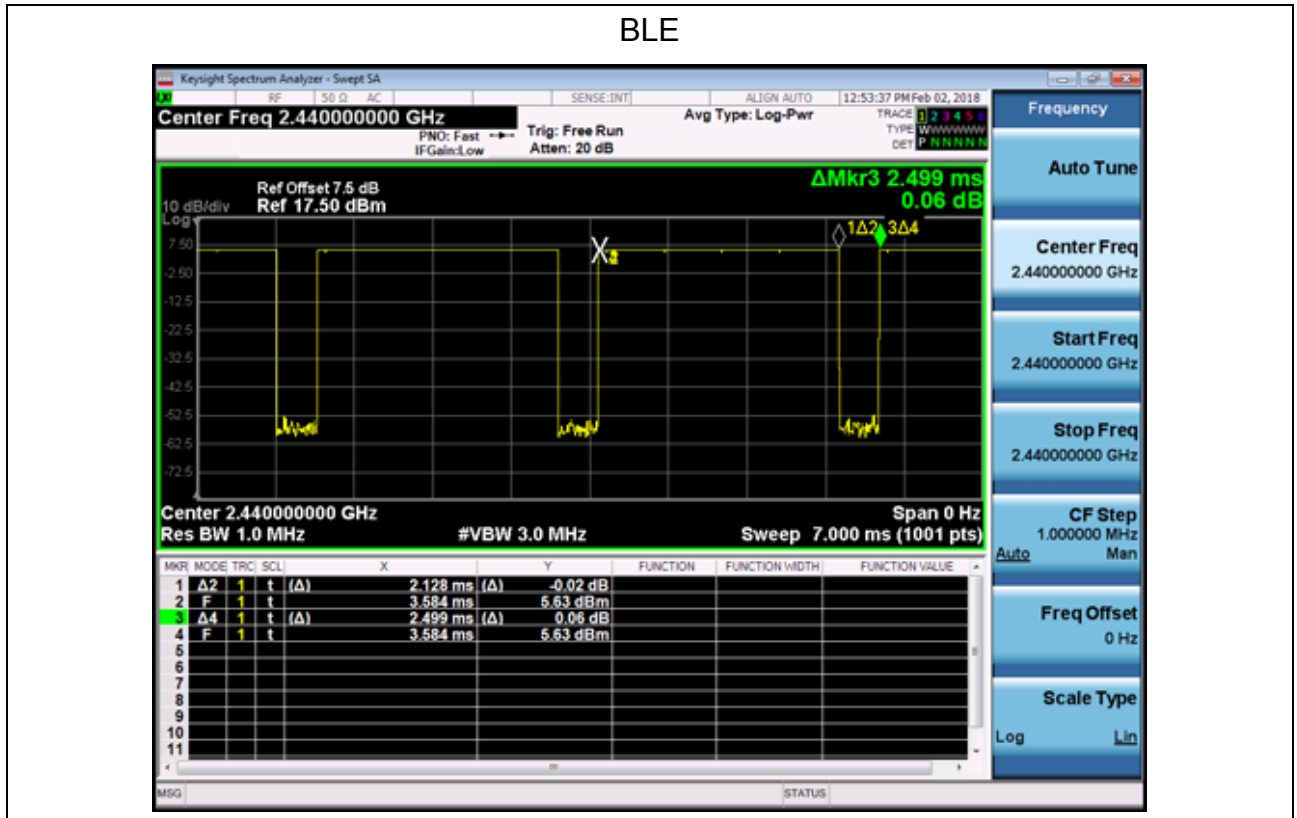 BLE
Keysight Spectrum Analyzer - Swept SA
RF 50 Ω AC SENSE:INT ALIGN AUTO 12:53:37 PM Feb 02, 2018
Center Freq 2.440000000 GHz
PNO: Fast
IFGain:Low
Trig: Free Run
Atten: 20 dB
Avg Type: Log-Pwr
TRACE 1 2 3 4 5 6
TYPE WWWWWW
DET P N N N N N
ΔMkr3 2.499 ms
0.06 dB
Ref Offset 7.5 dB
10 dB/div Ref 17.50 dBm
Log
7.50
-2.50
-12.5
-22.5
-32.5
-42.5
-52.5
-62.5
-72.5
1Δ2 3Δ4
Center 2.440000000 GHz Span 0 Hz
Res BW 1.0 MHz #VBW 3.0 MHz Sweep 7.000 ms (1001 pts)
MKR MODE TRC SCL X Y FUNCTION FUNCTION WIDTH FUNCTION VALUE
1 Δ2 1 t (Δ) 2.128 ms (Δ) -0.02 dB
2 F 1 t 3.584 ms 5.63 dBm
3 Δ4 1 t (Δ) 2.499 ms (Δ) 0.06 dB
4 F 1 t 3.584 ms 5.63 dBm
5
6
7
8
9
10
11
MSG STATUS
Frequency
Auto Tune
Center Freq
2.440000000 GHz
Start Freq
2.440000000 GHz
Stop Freq
2.440000000 GHz
CF Step
1.000000 MHz
Auto Man
Freq Offset
0 Hz
Scale Type
Log Lin